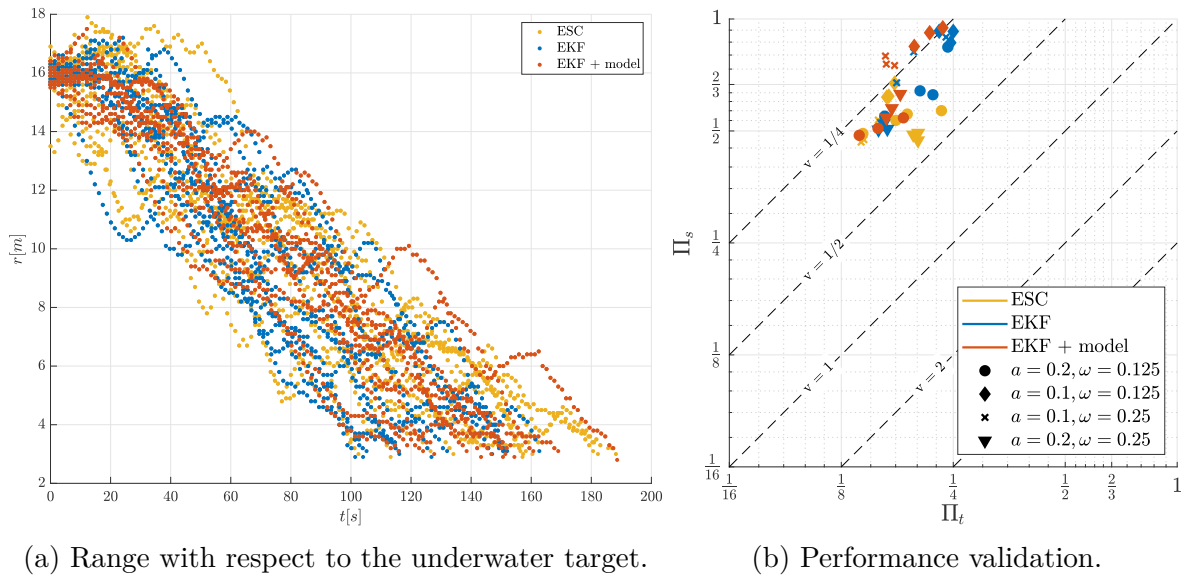 18
16
14
12
10
8
6
4
2
r[m]
0
20
40
60
80
100
120
140
160
180
200
t[s]
ESC
EKF
EKF + model
(a) Range with respect to the underwater target.
1
2/3
1/2
1/4
1/8
1/16
Π_s
1/16
1/8
1/4
1/2
2/3
1
Π_t
v = 1/4
v = 1/2
v = 1
v = 2
ESC
EKF
EKF + model
a = 0.2, ω = 0.125
a = 0.1, ω = 0.125
a = 0.1, ω = 0.25
a = 0.2, ω = 0.25
(b) Performance validation.